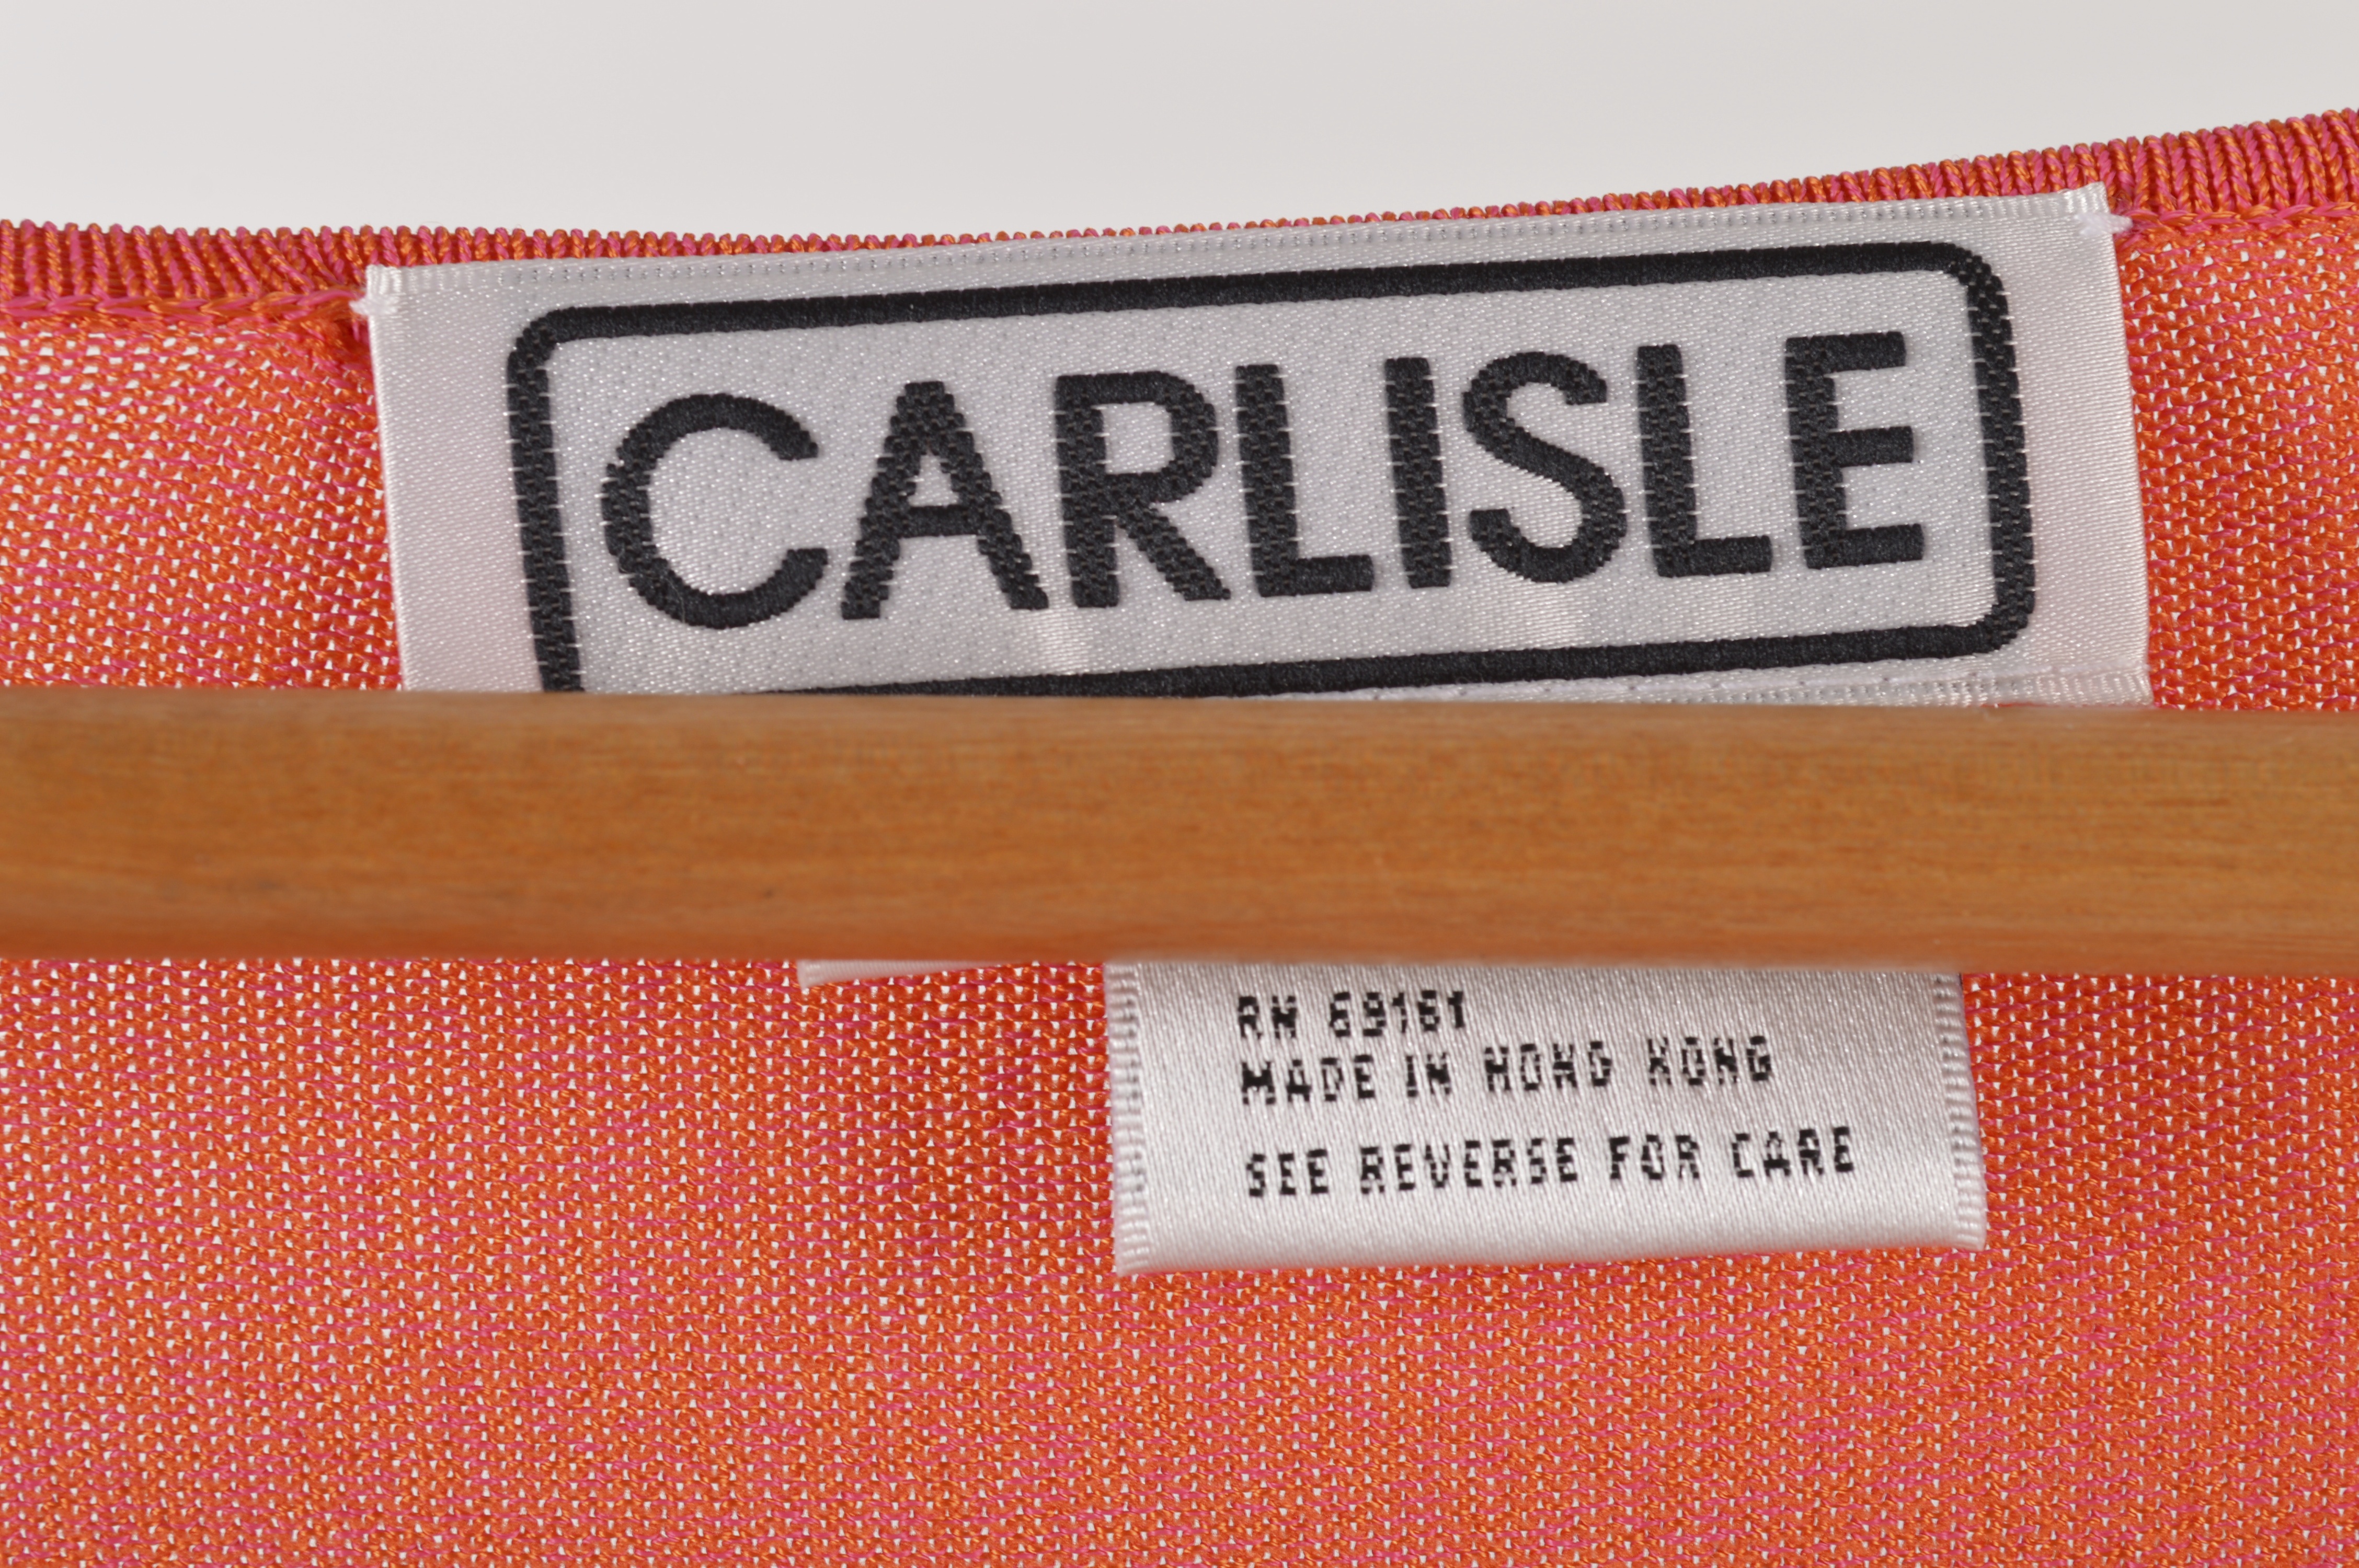 CARLISLE
RN 69161
MADE IN HONG KONG
SEE REVERSE FOR CARE